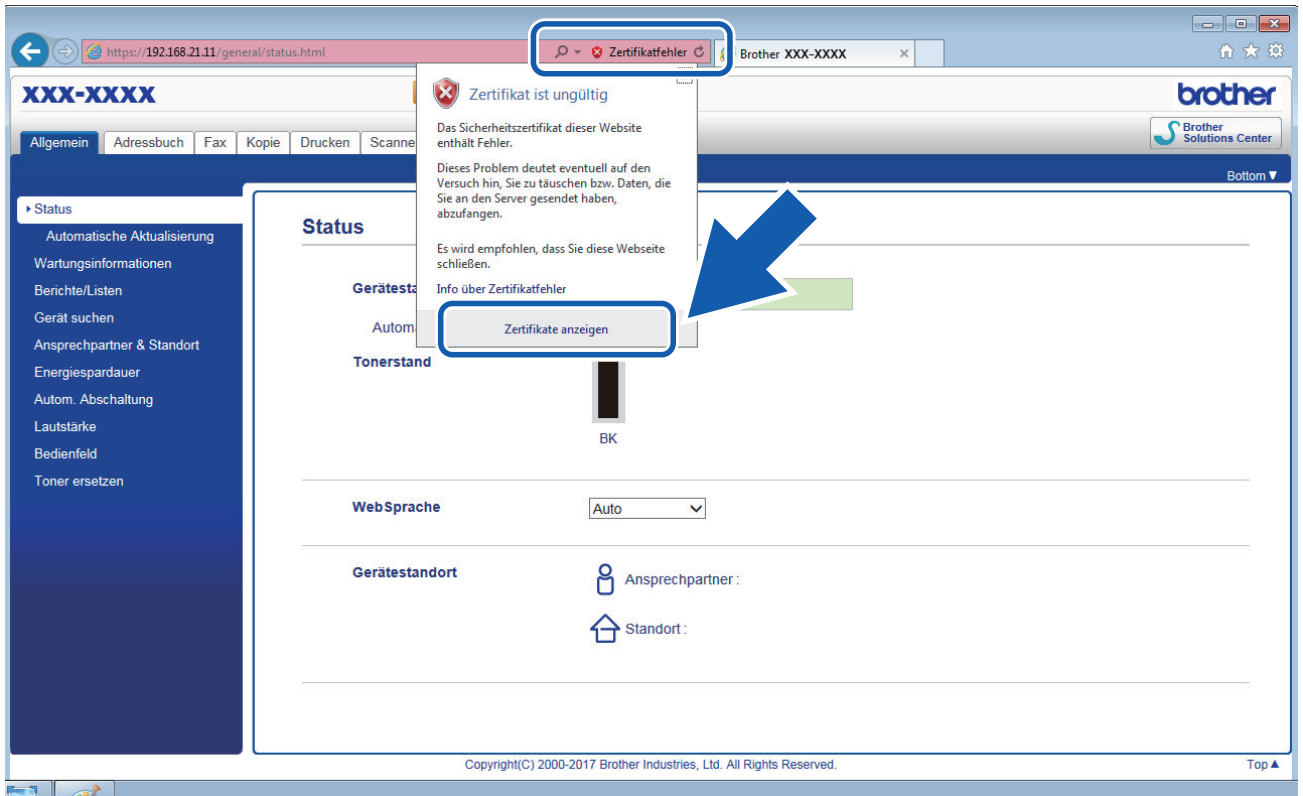 https://192.168.21.11/general/status.html
Zertifikatfehler
Brother XXX-XXXX
XXX-XXXX
brother
Zertifikat ist ungültig
Das Sicherheitszertifikat dieser Website
enthält Fehler.
Dieses Problem deutet eventuell auf den
Versuch hin, Sie zu täuschen bzw. Daten, die
Sie an den Server gesendet haben,
abzufangen.
Es wird empfohlen, dass Sie diese Webseite
schließen.
Info über Zertifikatfehler
Zertifikate anzeigen
Allgemein
Adressbuch
Fax
Kopie
Drucken
Brother
Solutions Center
Bottom
Status
Automatische Aktualisierung
Wartungsinformationen
Berichte/Listen
Gerät suchen
Ansprechpartner & Standort
Energiespardauer
Autom. Abschaltung
Lautstärke
Bedienfeld
Toner ersetzen
Status
Tonerstand
BK
WebSprache
Auto
Gerätestandort
Ansprechpartner :
Standort :
Copyright(C) 2000-2017 Brother Industries, Ltd. All Rights Reserved.
Top